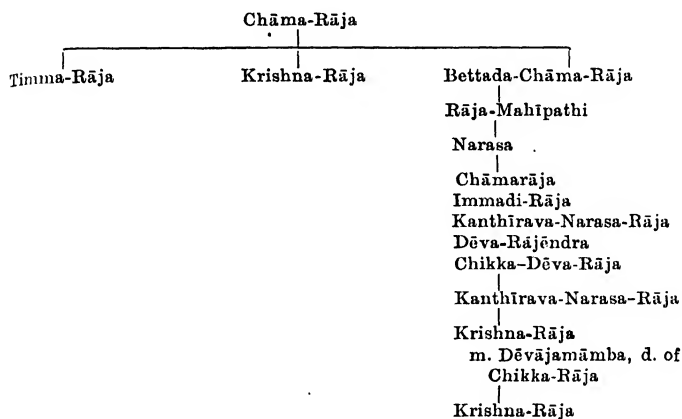 Chāma-Rāja
Timma-Rāja Krishna-Rāja Bettada-Chāma-Rāja
Rāja-Mahīpathi
Narasa
Chāmarāja
Immadi-Rāja
Kanthīrava-Narasa-Rāja
Dēva-Rájēndra
Chikka-Dēva-Rāja
Kanthīrava-Narasa-Rāja
Krishna-Rāja
m. Dēvājamāmba, d. of
Chikka-Rāja
Krishna-Rāja